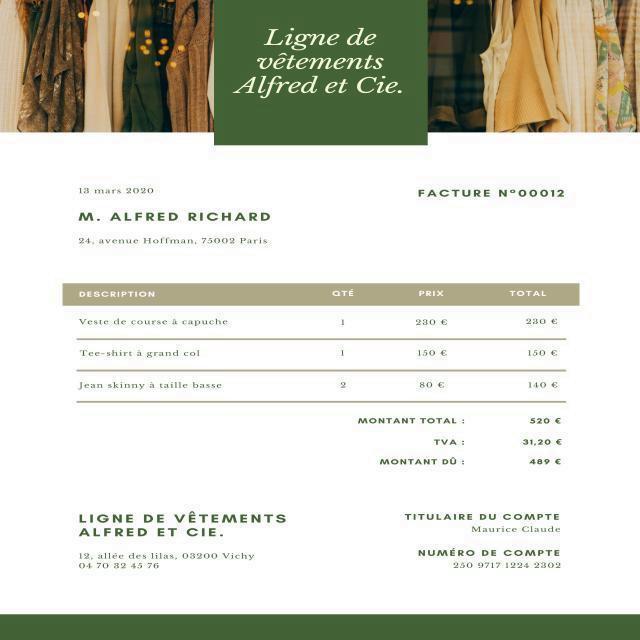 Ligne de
vêtements
Alfred et Cie.
13 mars 2020
FACTURE N°00012
M. ALFRED RICHARD
24, avenue Hoffman, 75002 Paris
DESCRIPTION QTÉ PRIX TOTAL
Veste de course à capuche 1 230 € 230 €
Tee-shirt à grand col 1 150 € 150 €
Jean skinny à taille basse 2 80 € 140 €
MONTANT TOTAL : 520 €
TVA : 31,20 €
MONTANT DÛ : 489 €
LIGNE DE VÊTEMENTS
ALFRED ET CIE.
12, allée des lilas, 03200 Vichy
04 70 32 45 76
TITULAIRE DU COMPTE
Maurice Claude
NUMÉRO DE COMPTE
250 9717 1224 2302